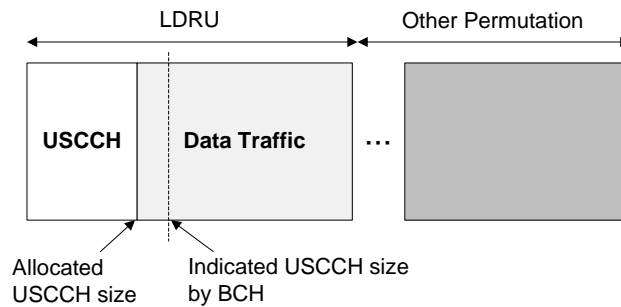 LDRU
Other Permutation
USCCH
Data Traffic
...
Allocated
USCCH size
Indicated USCCH size
by BCH